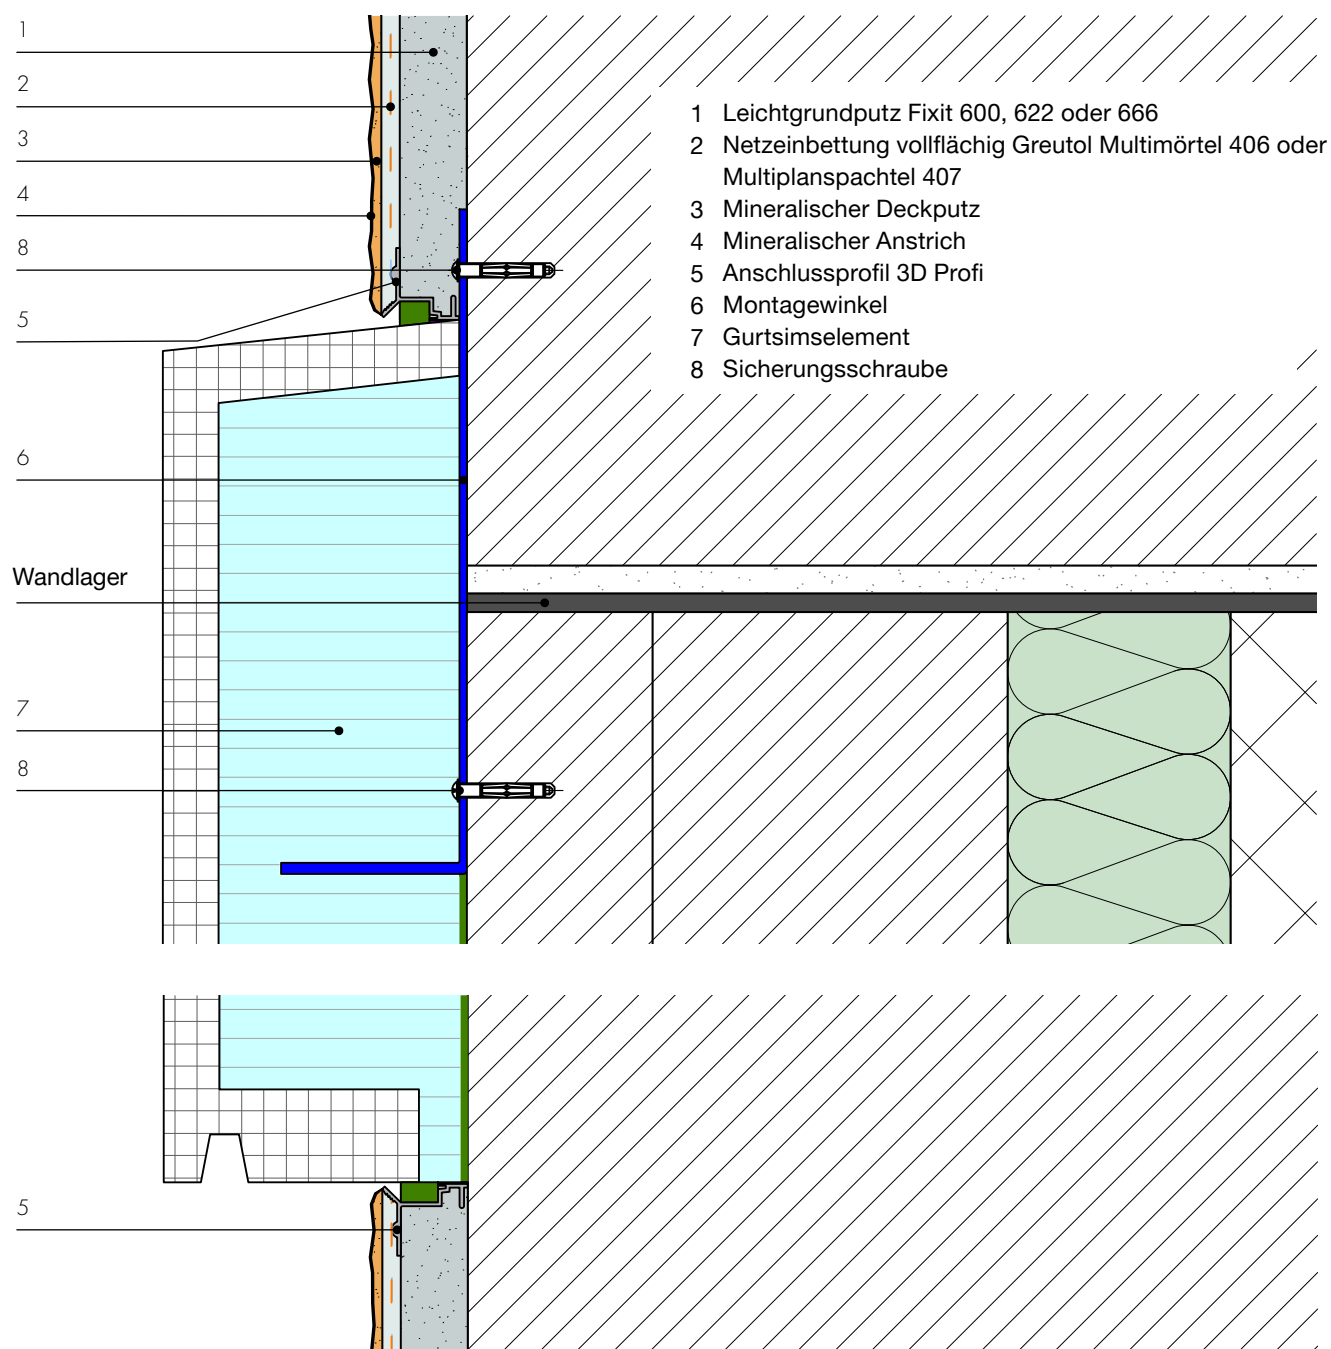 1
2
3
4
8
5
6
Wandlager
7
8
5
1 Leichtgrundputz Fixit 600, 622 oder 666
2 Netzeinbettung vollflächig Greutol Multimörtel 406 oder
Multiplanspachtel 407
3 Mineralischer Deckputz
4 Mineralischer Anstrich
5 Anschlussprofil 3D Profi
6 Montagewinkel
7 Gurtsimselement
8 Sicherungsschraube